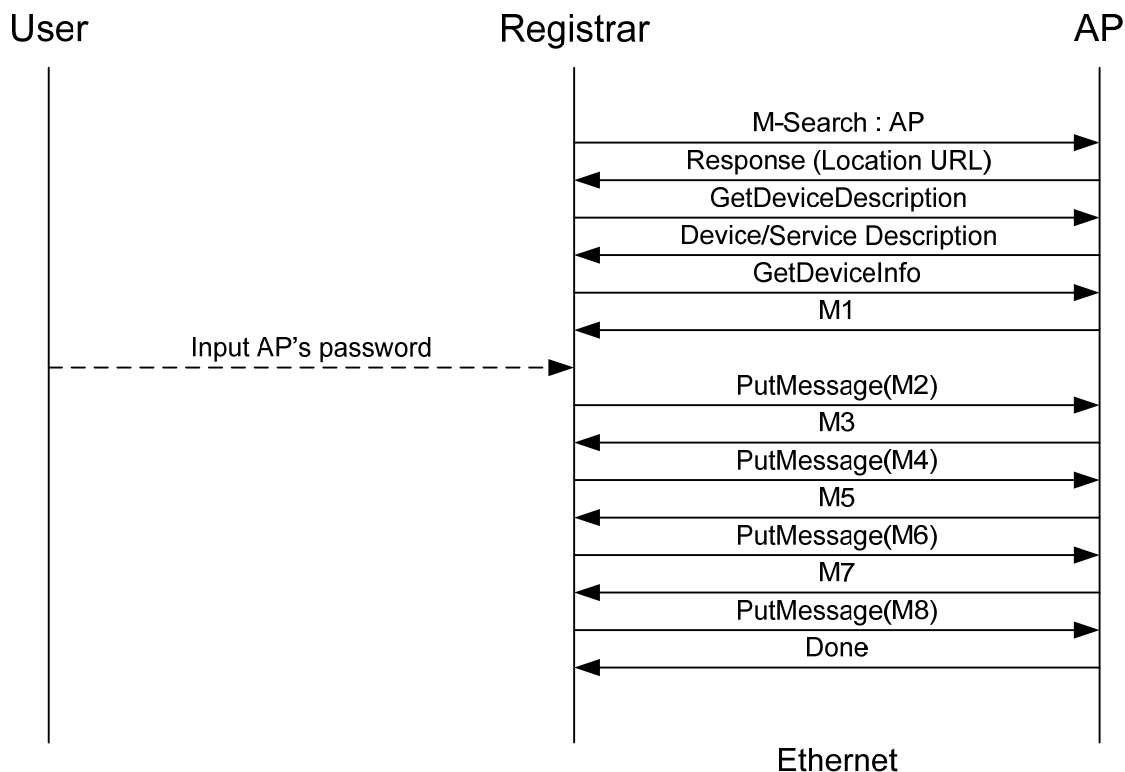 User Registrar AP
M-Search : AP
Response (Location URL)
GetDeviceDescription
Device/Service Description
GetDeviceInfo
M1
Input AP's password
PutMessage(M2)
M3
PutMessage(M4)
M5
PutMessage(M6)
M7
PutMessage(M8)
Done
Ethernet